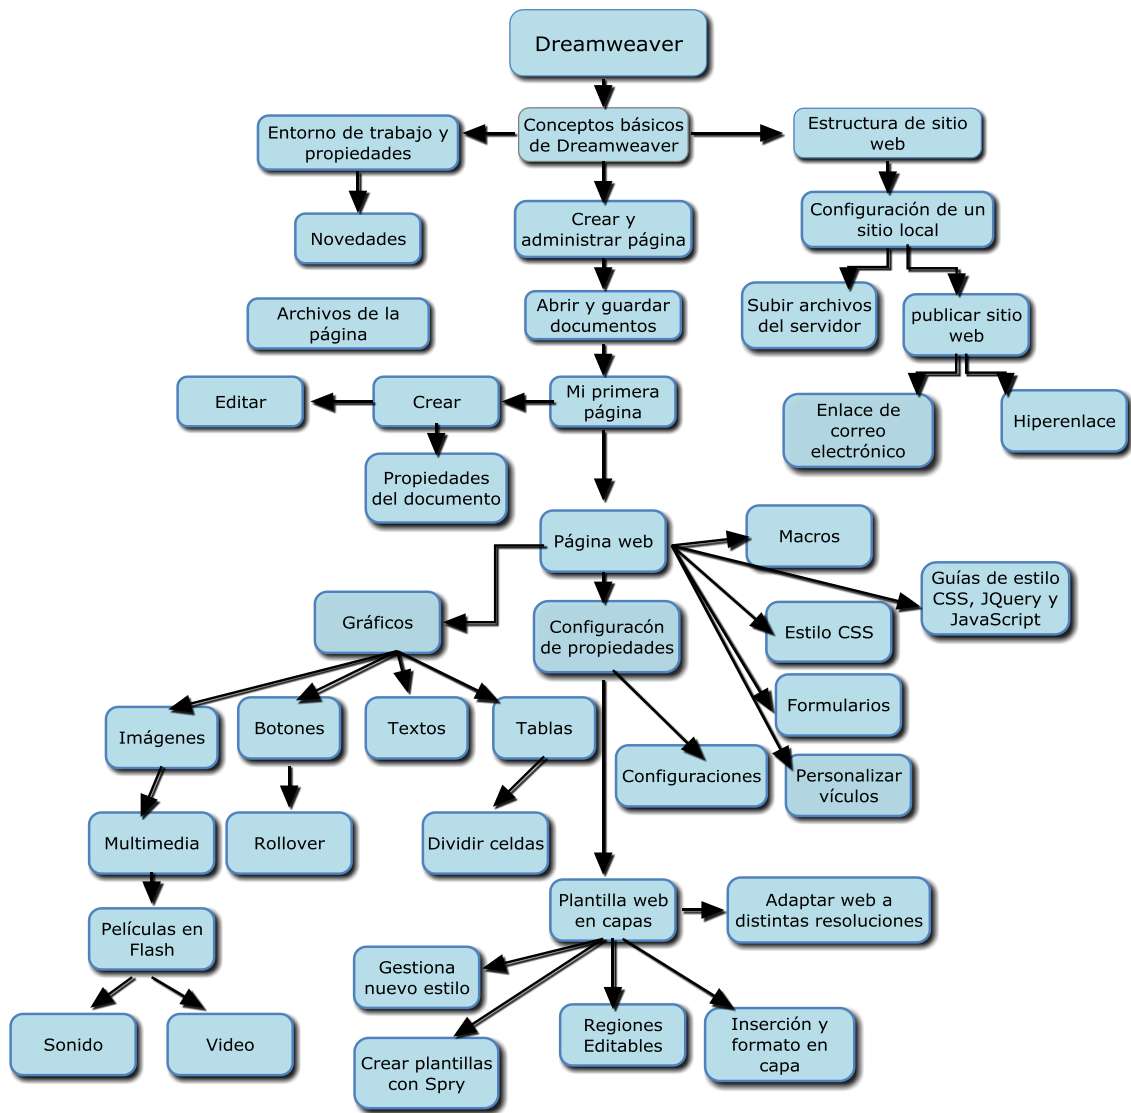 Dreamweaver
Conceptos básicos
de Dreamweaver
Entorno de trabajo y
propiedades
Estructura de sitio
web
Novedades
Crear y
administrar página
Configuración de un
sitio local
Archivos de la
página
Abrir y guardar
documentos
Subir archivos
del servidor
publicar sitio
web
Editar
Crear
Mi primera
página
Enlace de
correo
electrónico
Hiperenlace
Propiedades
del documento
Página web
Macros
Guías de estilo
CSS, JQuery y
JavaScript
Gráficos
Configuracón
de propiedades
Estilo CSS
Formularios
Imágenes
Botones
Textos
Tablas
Configuraciones
Personalizar
vículos
Multimedia
Rollover
Dividir celdas
Plantilla web
en capas
Adaptar web a
distintas resoluciones
Películas en
Flash
Gestiona
nuevo estilo
Sonido
Video
Crear plantillas
con Spry
Regiones
Editables
Inserción y
formato en
capa